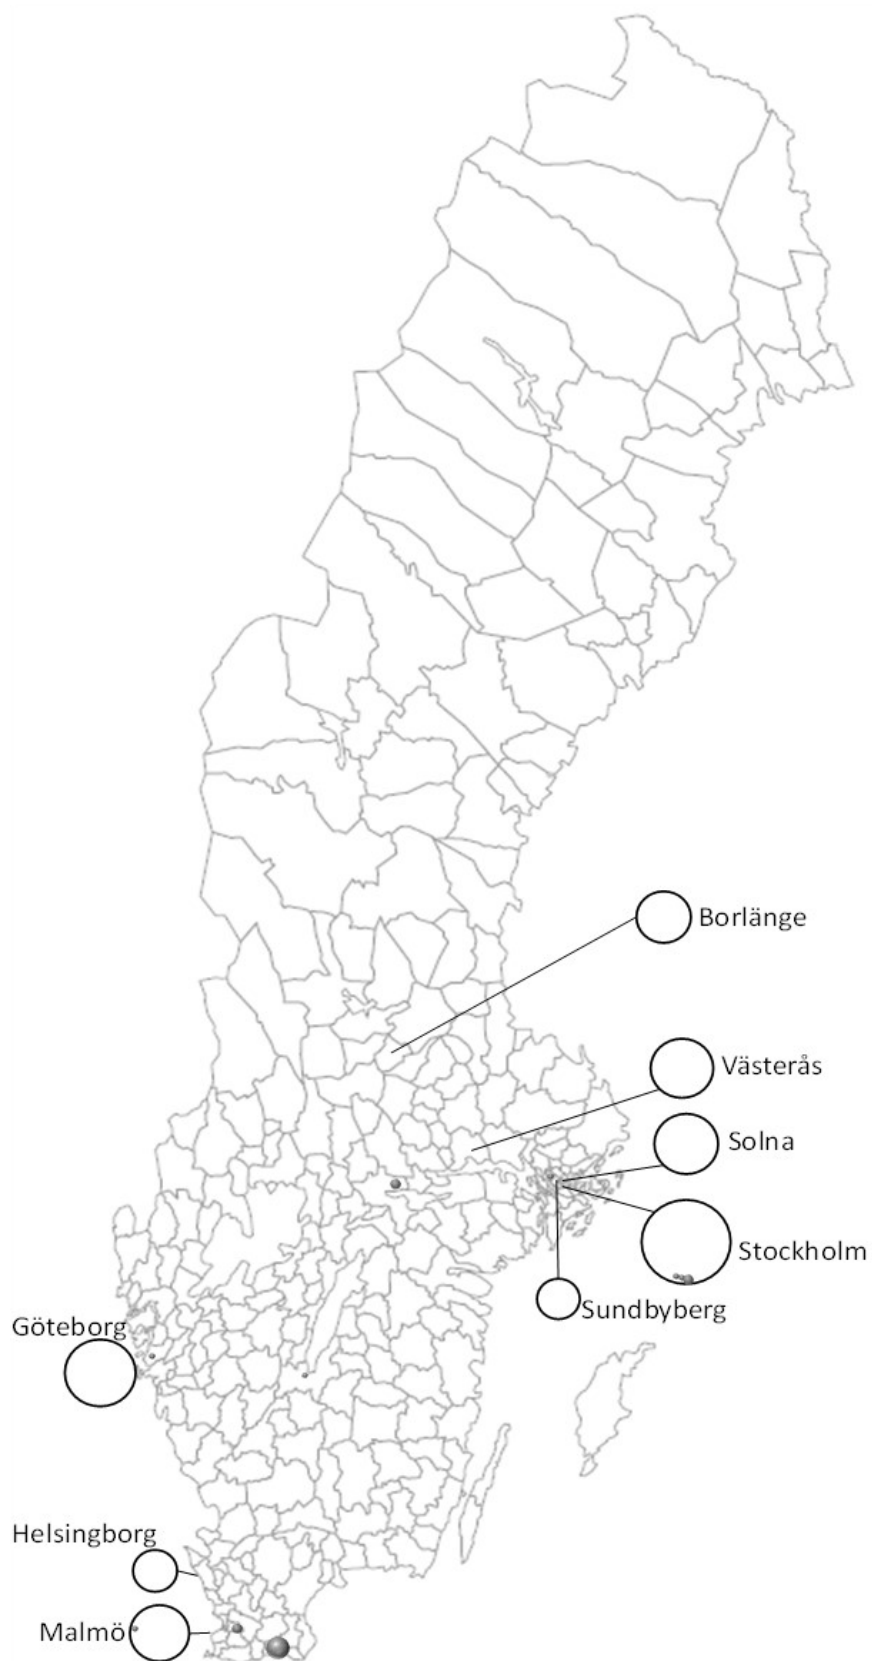 Borlänge
Västerås
Solna
Stockholm
Sundbyberg
Göteborg
Helsingborg
Malmö